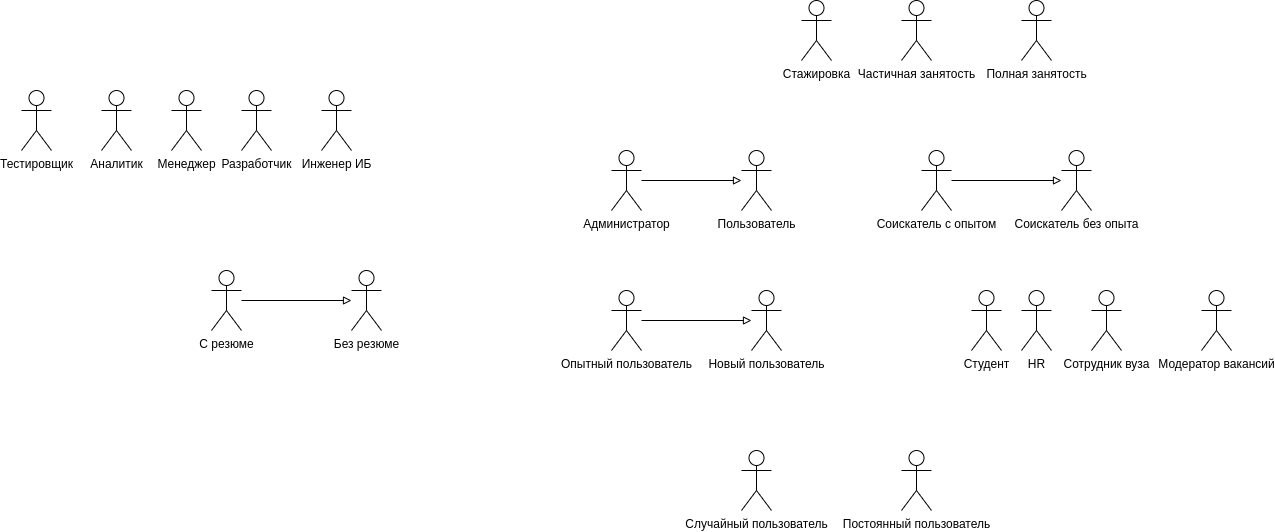 Стажировка
Частичная занятость
Полная занятость
Тестировщик
Аналитик
Менеджер
Разработчик
Инженер ИБ
Администратор
Пользователь
Соискатель с опытом
Соискатель без опыта
С резюме
Без резюме
Опытный пользователь
Новый пользователь
Студент
HR
Сотрудник вуза
Модератор вакансий
Случайный пользователь
Постоянный пользователь